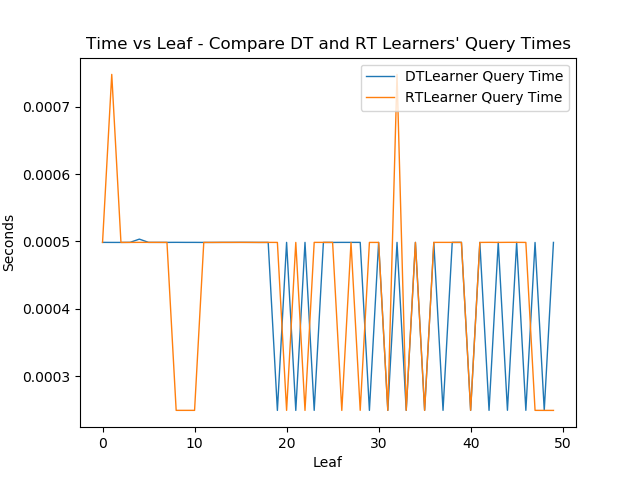 Time vs Leaf - Compare DT and RT Learners' Query Times
DTLearner Query Time
RTLearner Query Time
0.0007
0.0006
0.0005
0.0004
0.0003
Seconds
0 10 20 30 40 50
Leaf